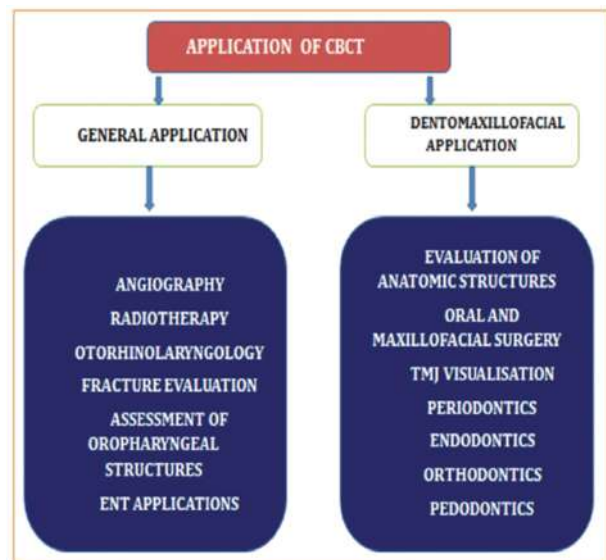 APPLICATION OF CBCT
GENERAL APPLICATION
DENTOMAXILLOFACIAL
APPLICATION
ANGIOGRAPHY
RADIOTHERAPY
OTORHINOLARYNGOLOGY
FRACTURE EVALUATION
ASSESSMENT OF
OROPHARYNGEAL
STRUCTURES
ENT APPLICATIONS
EVALUATION OF
ANATOMIC STRUCTURES
ORAL AND
MAXILLOFACIAL SURGERY
TMJ VISUALISATION
PERIODONTICS
ENDODONTICS
ORTHODONTICS
PEDODONTICS